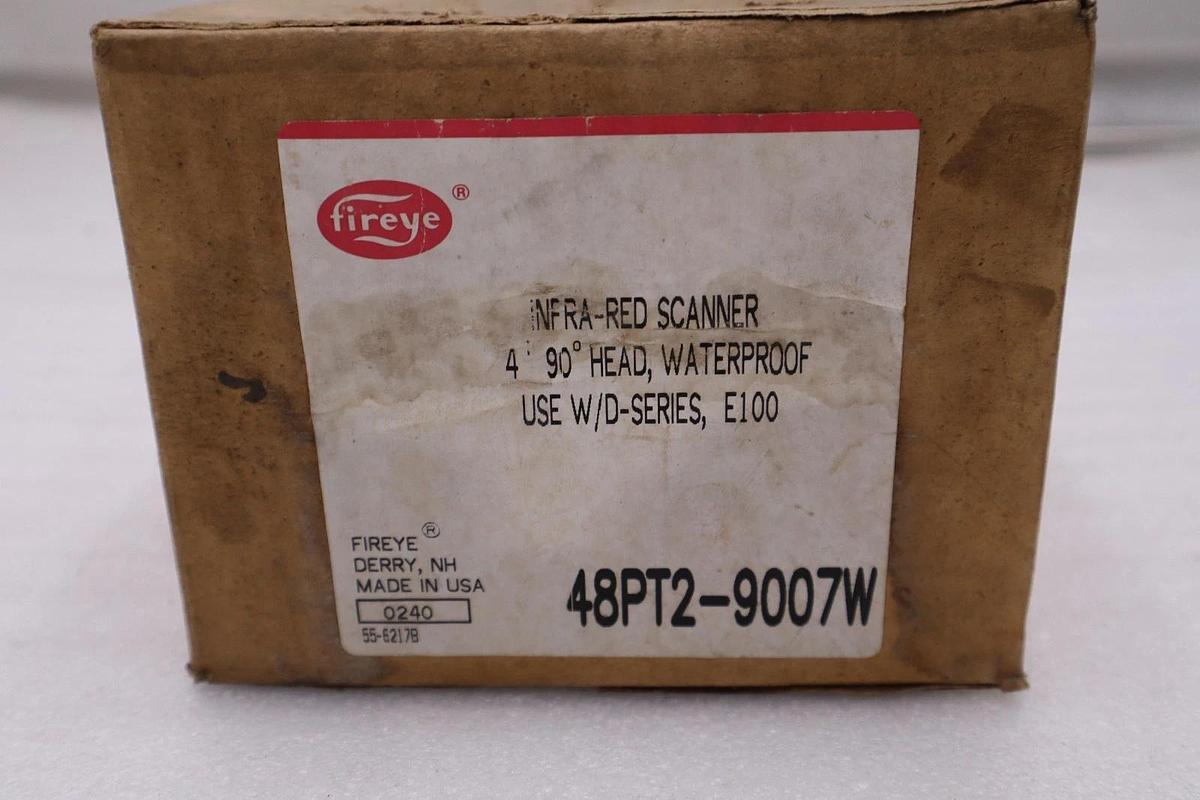 fireye ®
INFRA-RED SCANNER
4' 90° HEAD, WATERPROOF
USE W/D-SERIES, E100
FIREYE ®
DERRY, NH
MADE IN USA
0240
55-6217B
48PT2-9007W